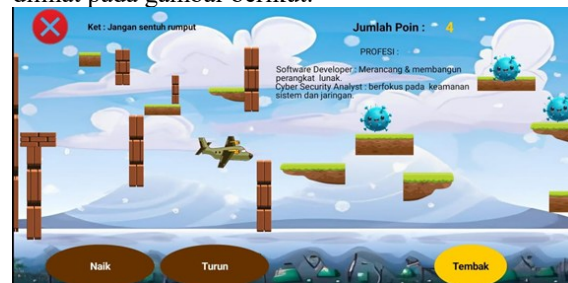 dilihat pada gambar berikut.
Ket : Jangan sentuh rumput
Jumlah Poin : 4
PROFESI :
Software Developer : Merancang & membangun
perangkat lunak.
Cyber Security Analyst : berfokus pada keamanan
sistem dan jaringan.
Naik
Turun
Tembak